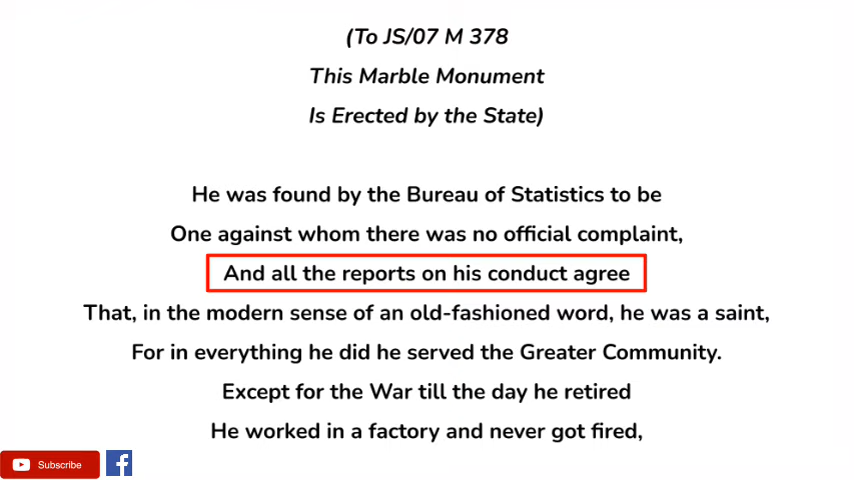 (To JS/07 M 378
This Marble Monument
Is Erected by the State)
He was found by the Bureau of Statistics to be
One against whom there was no official complaint,
And all the reports on his conduct agree
That, in the modern sense of an old-fashioned word, he was a saint,
For in everything he did he served the Greater Community.
Except for the War till the day he retired
He worked in a factory and never got fired,
Subscribe